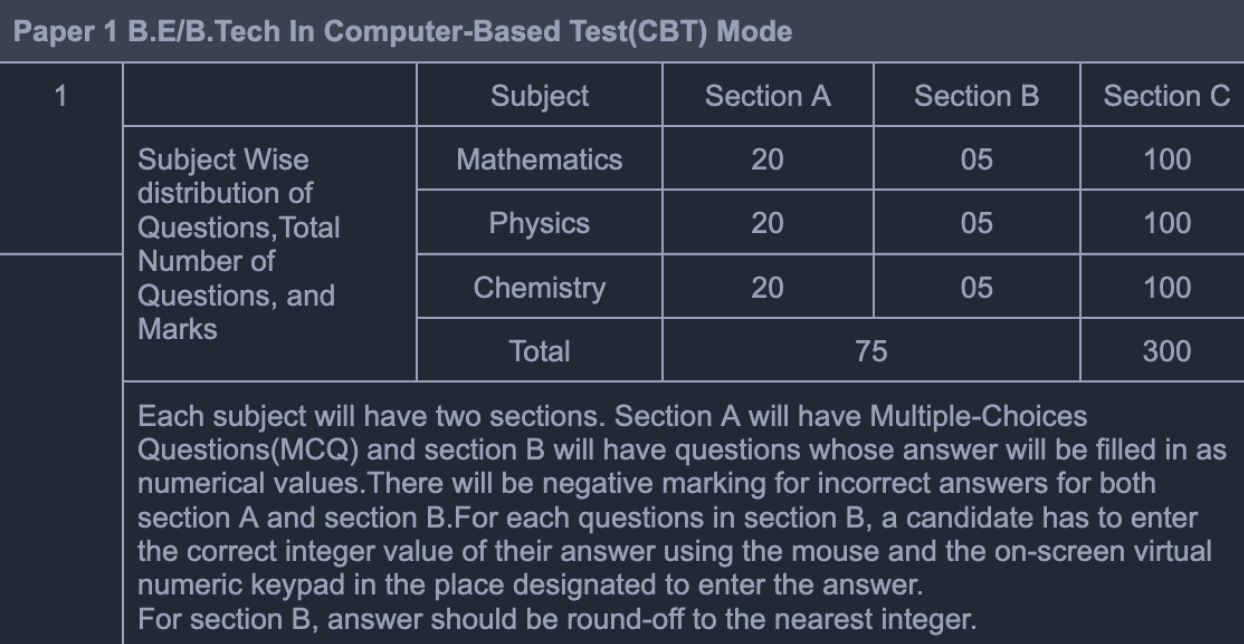 Paper 1 B.E/B.Tech In Computer-Based Test(CBT) Mode
1 Subject Section A Section B Section C
Subject Wise
distribution of
Questions,Total
Number of
Questions, and
Marks
Mathematics 20 05 100
Physics 20 05 100
Chemistry 20 05 100
Total 75 300
Each subject will have two sections. Section A will have Multiple-Choices
Questions(MCQ) and section B will have questions whose answer will be filled in as
numerical values.There will be negative marking for incorrect answers for both
section A and section B.For each questions in section B, a candidate has to enter
the correct integer value of their answer using the mouse and the on-screen virtual
numeric keypad in the place designated to enter the answer.
For section B, answer should be round-off to the nearest integer.